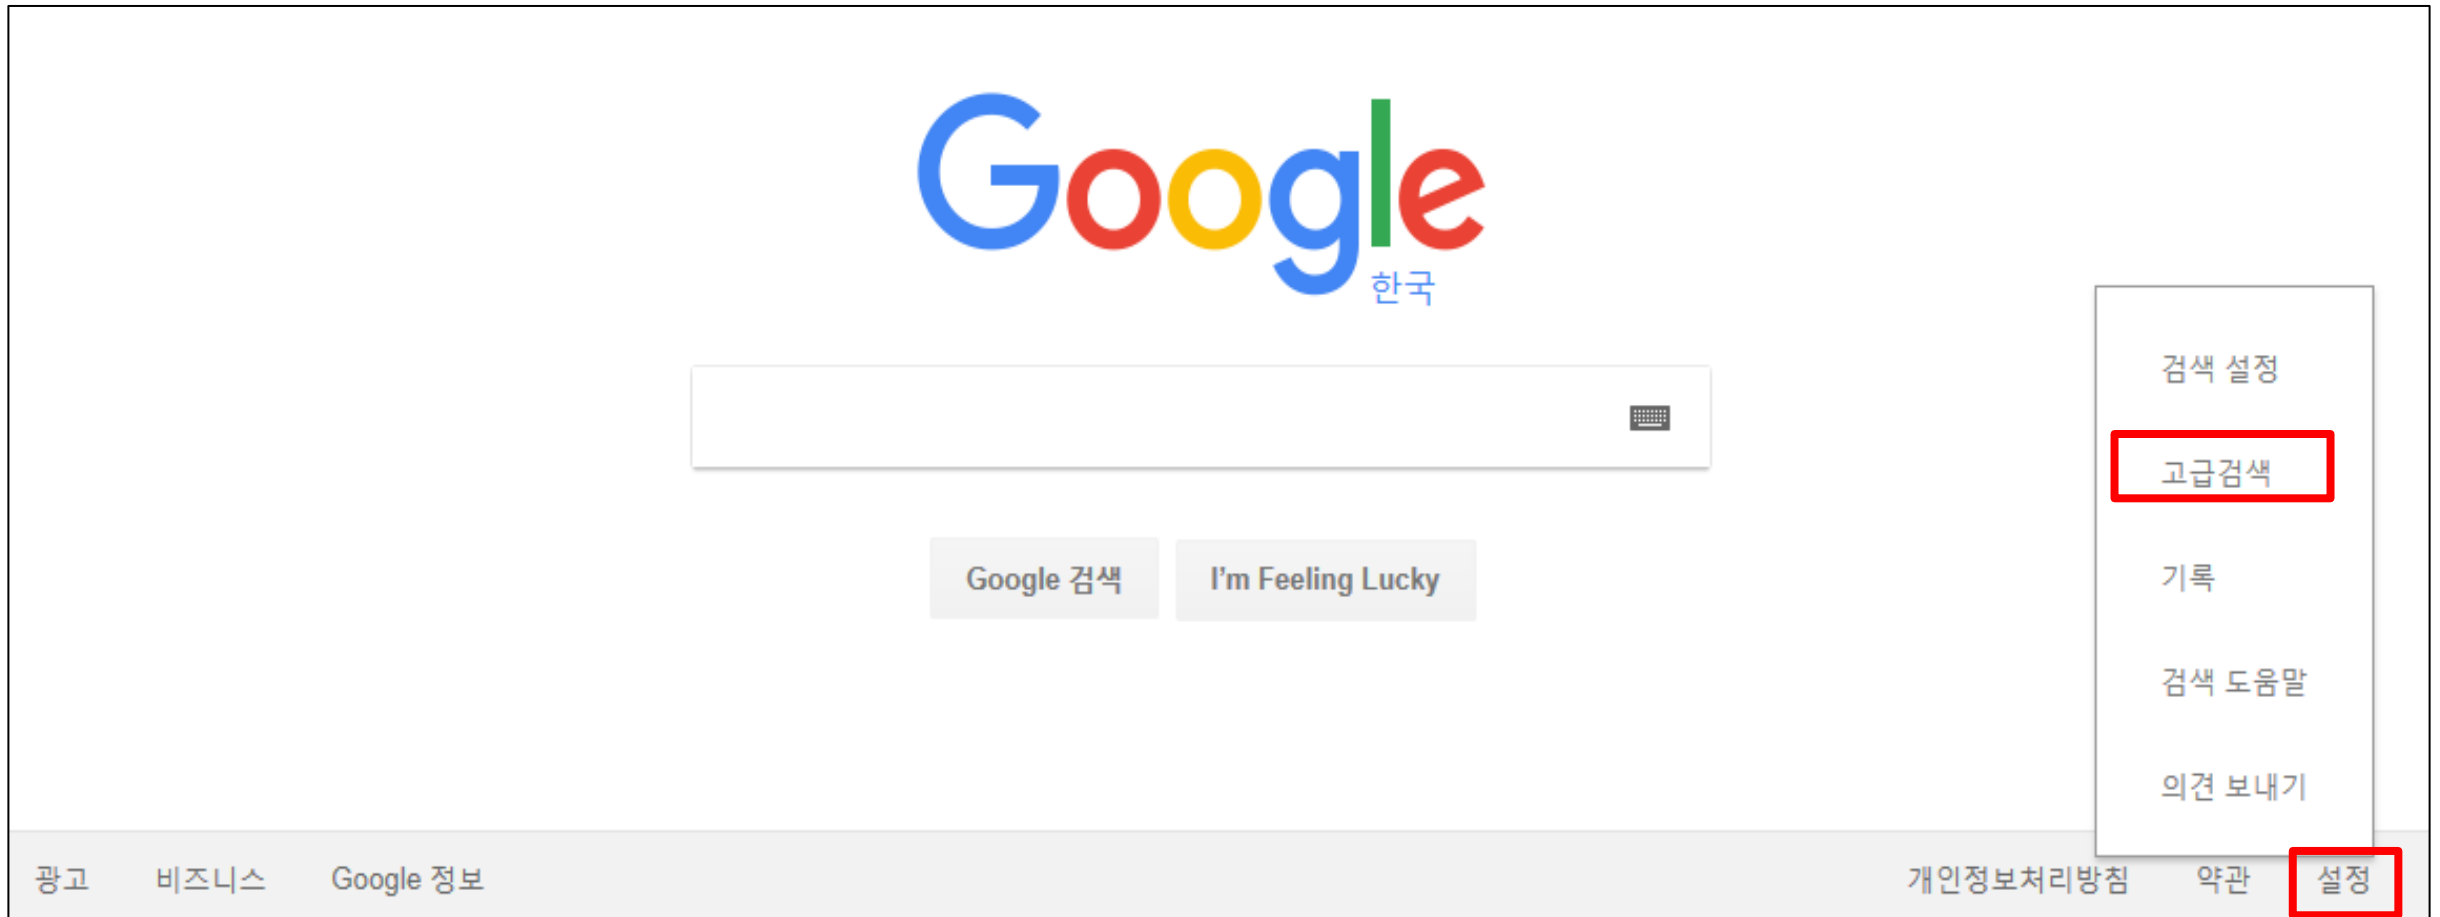 Google
한국
검색 설정
고급검색
Google 검색
I'm Feeling Lucky
기록
검색 도움말
의견 보내기
광고 비즈니스 Google 정보
개인정보처리방침 약관 설정